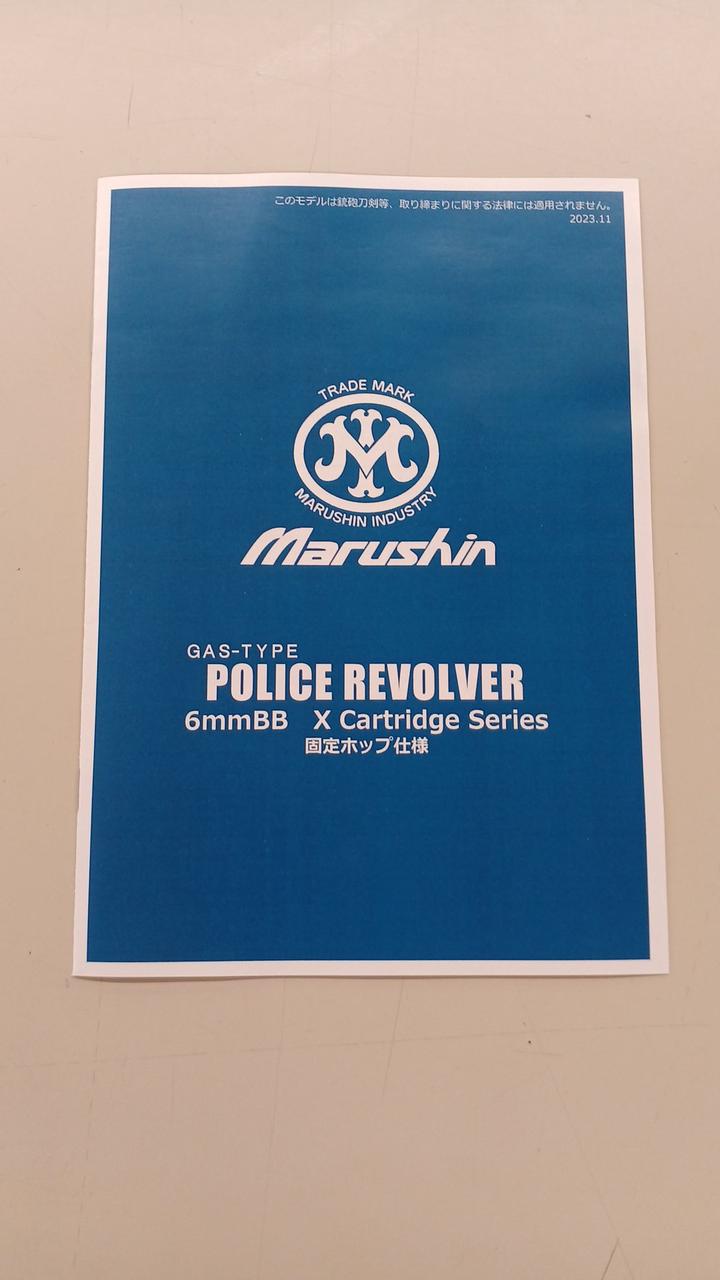 このモデルは銃砲刀剣等、取り締まりに関する法律には適用されません。
2023.11
TRADE MARK
M
MARUSHIN INDUSTRY
Marushin
GAS-TYPE
POLICE REVOLVER
6mmBB X Cartridge Series
固定ホップ仕様